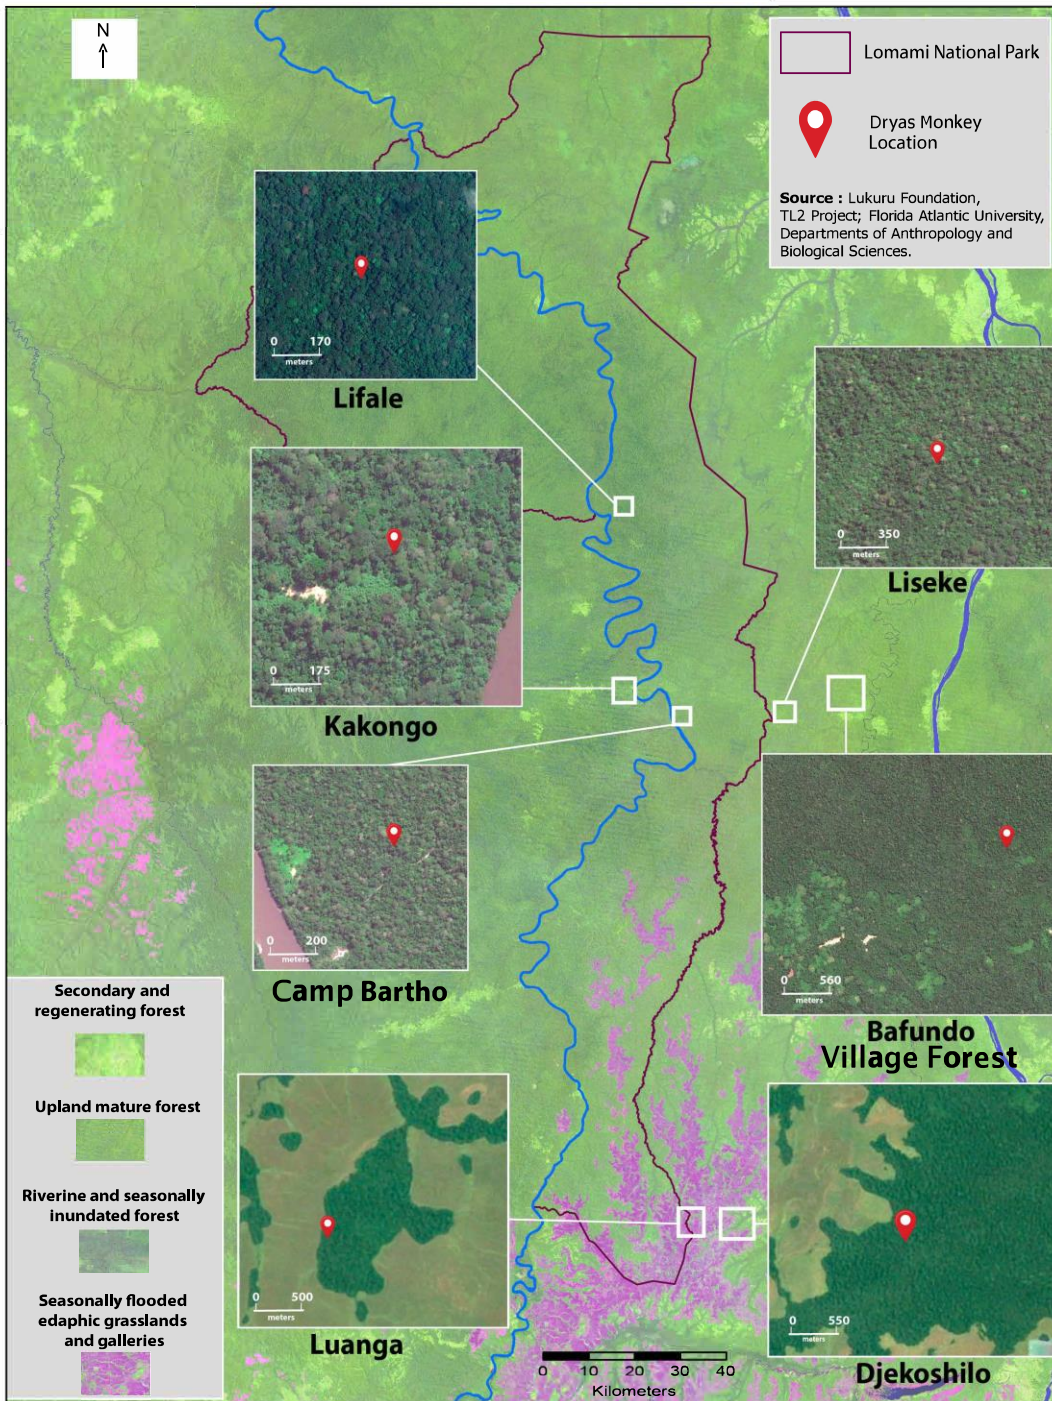 N
Lomami National Park
Dryas Monkey
Location
Source : Lukuru Foundation,
TL2 Project; Florida Atlantic University,
Departments of Anthropology and
Biological Sciences.
0 170
meters
Lifale
0 350
meters
Liseke
0 175
meters
Kakongo
0 200
meters
Camp Bartho
0 560
meters
Bafundo
Village Forest
Secondary and
regenerating forest
Upland mature forest
Riverine and seasonally
inundated forest
Seasonally flooded
edaphic grasslands
and galleries
0 500
meters
Luanga
0 550
meters
Djekoshilo
0 10 20 30 40
Kilometers